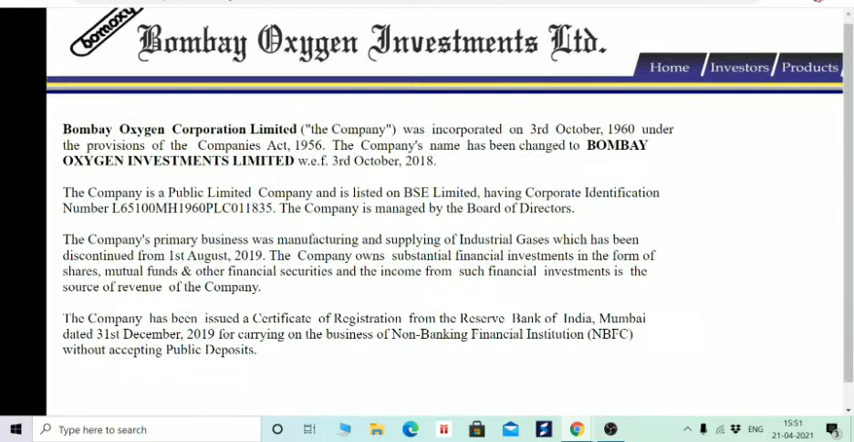 bomoxy
Bombay Oxygen Investments Ltd.
Home Investors Products
Bombay Oxygen Corporation Limited ("the Company") was incorporated on 3rd October, 1960 under
the provisions of the Companies Act, 1956. The Company's name has been changed to BOMBAY
OXYGEN INVESTMENTS LIMITED w.e.f. 3rd October, 2018.
The Company is a Public Limited Company and is listed on BSE Limited, having Corporate Identification
Number L65100MH1960PLC011835. The Company is managed by the Board of Directors.
The Company's primary business was manufacturing and supplying of Industrial Gases which has been
discontinued from 1st August, 2019. The Company owns substantial financial investments in the form of
shares, mutual funds & other financial securities and the income from such financial investments is the
source of revenue of the Company.
The Company has been issued a Certificate of Registration from the Reserve Bank of India, Mumbai
dated 31st December, 2019 for carrying on the business of Non-Banking Financial Institution (NBFC)
without accepting Public Deposits.
Type here to search
ENG
15:51
21-04-2021
3